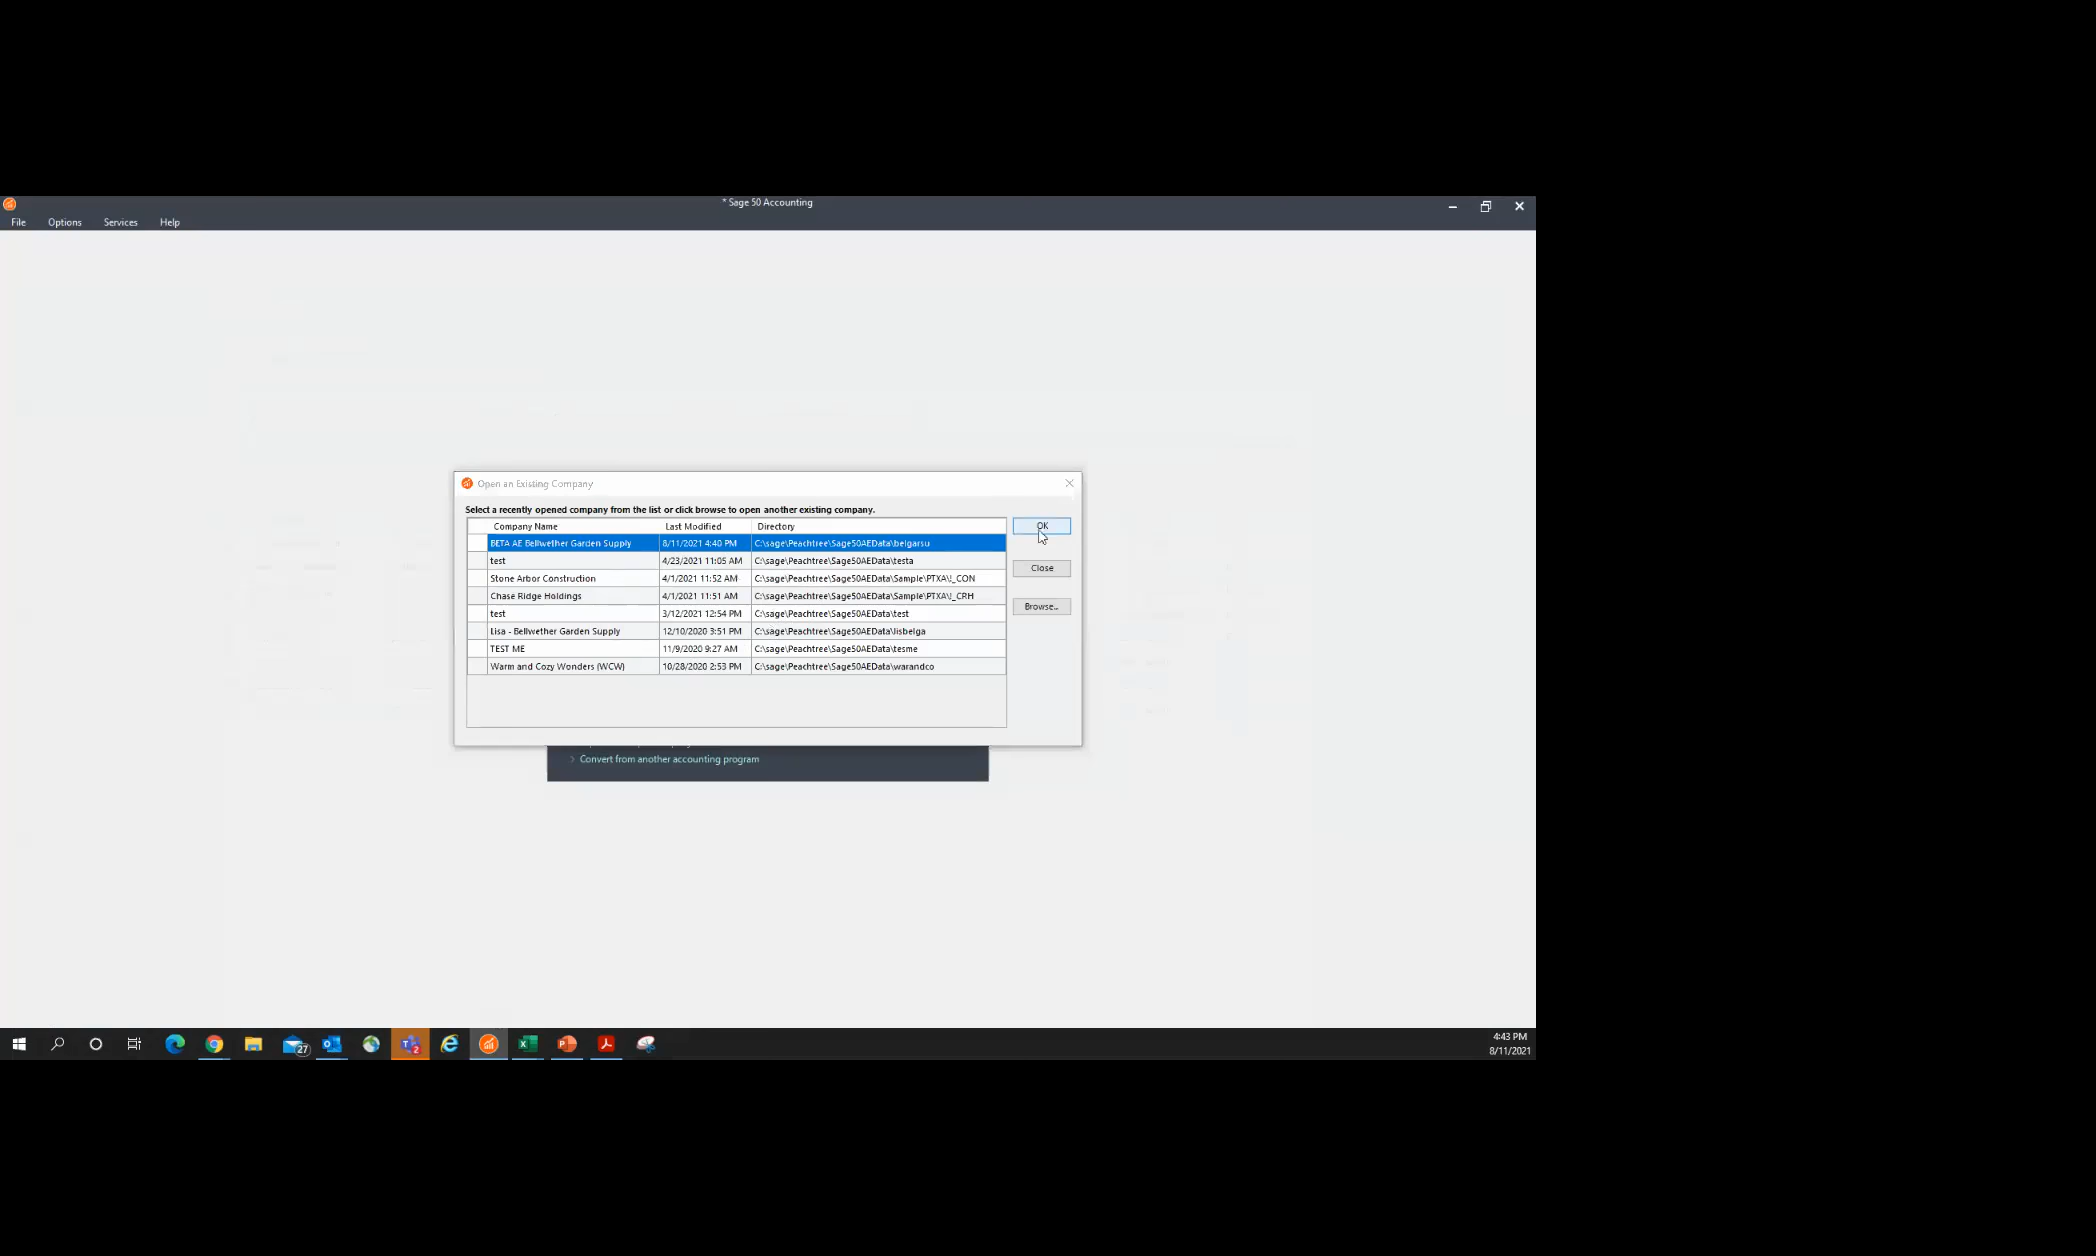 * Sage 50 Accounting
File Options Services Help
Open an Existing Company
Select a recently opened company from the list or click browse to open another existing company.
Company Name Last Modified Directory
BETA AE Bellwether Garden Supply 8/11/2021 4:40 PM C:\sage\Peachtree\Sage50AEData\belgarsu
test 4/23/2021 11:05 AM C:\sage\Peachtree\Sage50AEData\testa
Stone Arbor Construction 4/1/2021 11:52 AM C:\sage\Peachtree\Sage50AEData\Sample\PTXA\!_CON
Chase Ridge Holdings 4/1/2021 11:51 AM C:\sage\Peachtree\Sage50AEData\Sample\PTXA\!_CRH
test 3/12/2021 12:54 PM C:\sage\Peachtree\Sage50AEData\test
Lisa - Bellwether Garden Supply 12/10/2020 3:51 PM C:\sage\Peachtree\Sage50AEData\lisbelga
TEST ME 11/9/2020 9:27 AM C:\sage\Peachtree\Sage50AEData\tesme
Warm and Cozy Wonders (WCW) 10/28/2020 2:53 PM C:\sage\Peachtree\Sage50AEData\warandco
OK
Close
Browse...
Convert from another accounting program
27
2
4:43 PM
8/11/2021